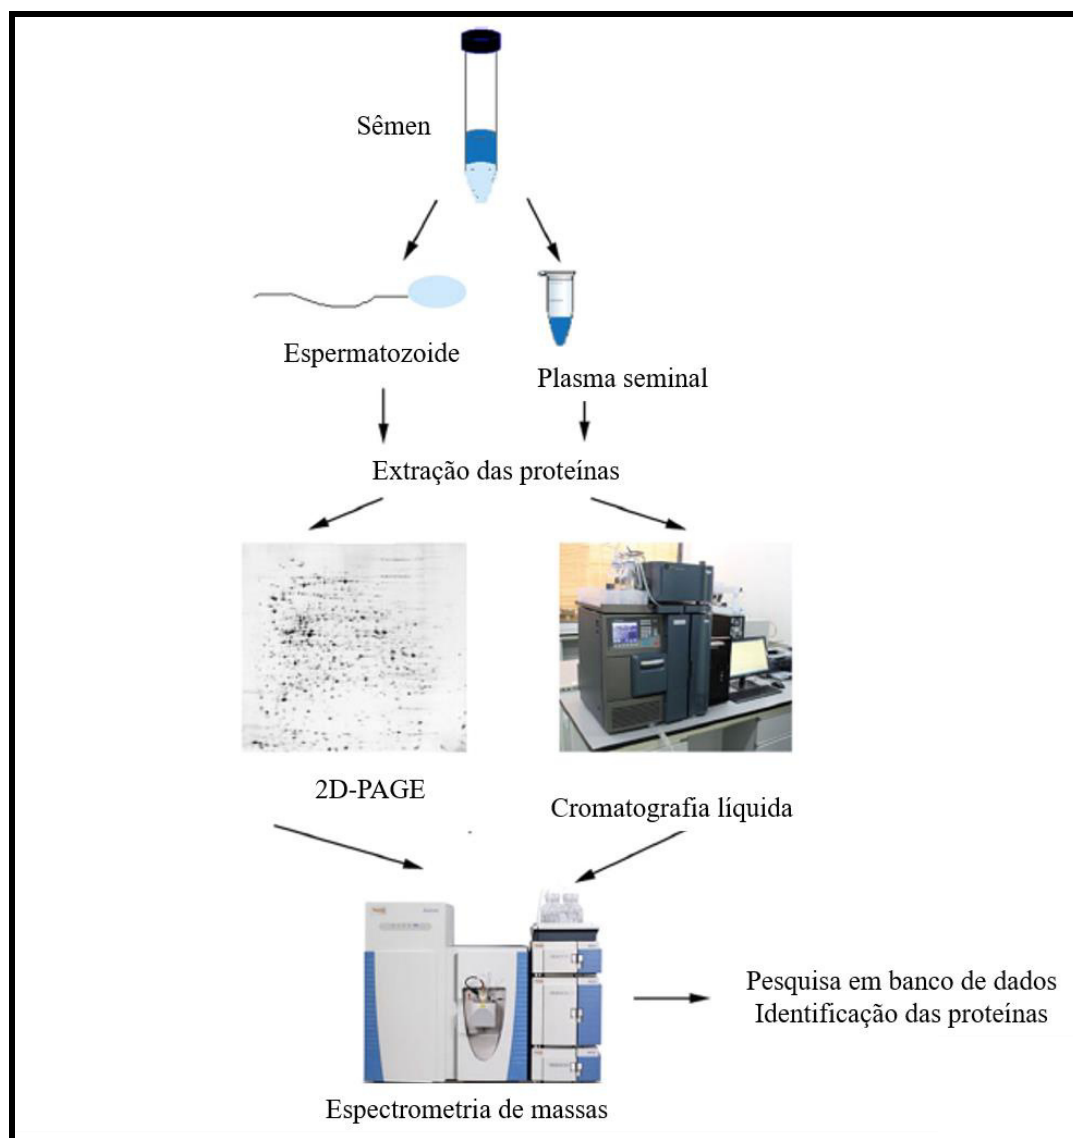 Sêmen
Espermatozoide
Plasma seminal
Extração das proteínas
2D-PAGE
Cromatografia líquida
Pesquisa em banco de dados
Identificação das proteínas
Espectrometria de massas